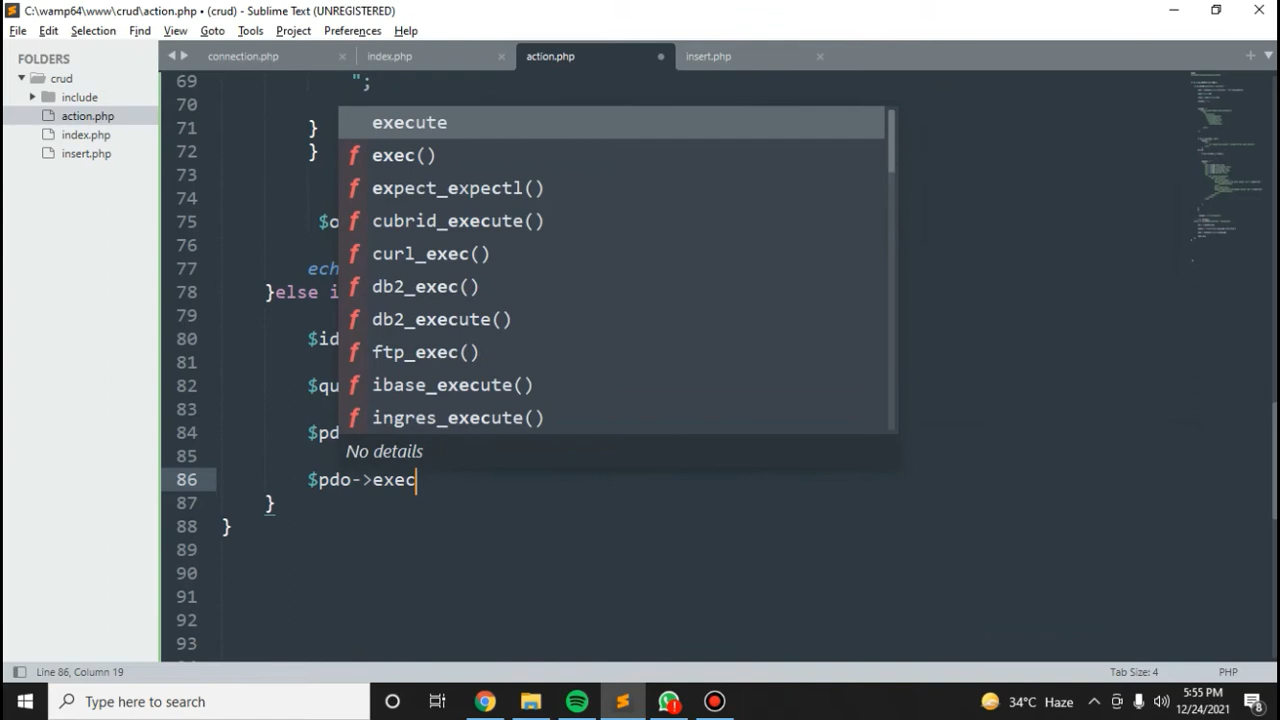 C:\wamp64\www\crud\action.php • (crud) - Sublime Text (UNREGISTERED)
File Edit Selection View Goto Tools Project Preferences Help
FOLDERS
crud
include
action.php
index.php
insert.php
connection.php
index.php
action.php
insert.php
69 ";
70
71 }
72 }
73
74
75 $o
76
77 ech
78 }else i
79
80 $id
81
82 $qu
83
84 $pd
85
86 $pdo->exec
87 }
88 }
89
90
91
92
93
execute
f exec()
f expect_expectl()
f cubrid_execute()
f curl_exec()
f db2_exec()
f db2_execute()
f ftp_exec()
f ibase_execute()
f ingres_execute()
No details
Line 86, Column 19
Tab Size: 4
PHP
Type here to search
34°C Haze
5:55 PM
12/24/2021
8